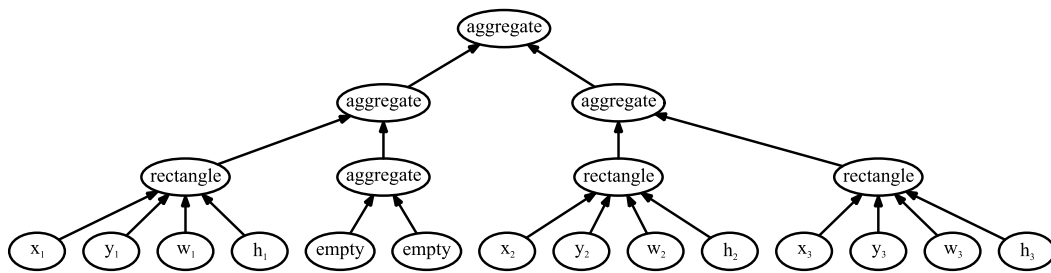 aggregate
aggregate aggregate
rectangle aggregate rectangle rectangle
x₁ y₁ w₁ h₁ empty empty x₂ y₂ w₂ h₂ x₃ y₃ w₃ h₃